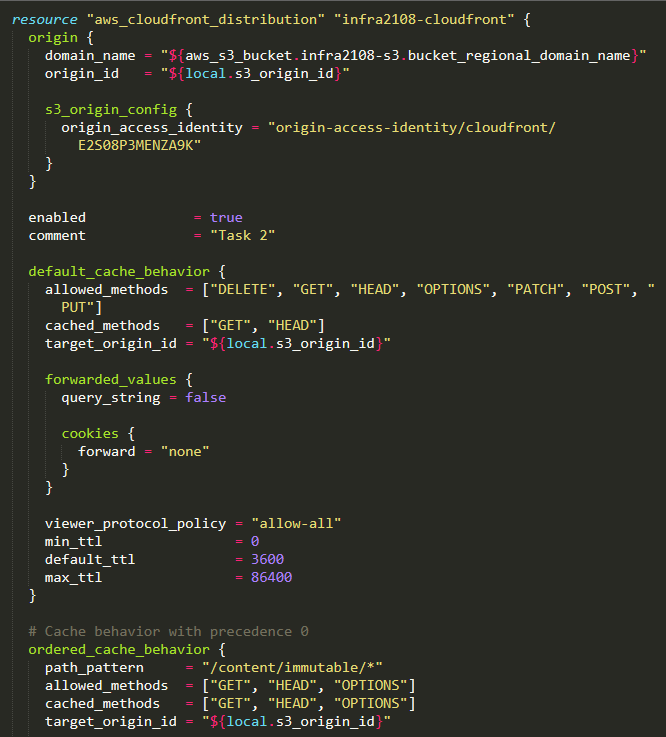 resource "aws_cloudfront_distribution" "infra2108-cloudfront" {
  origin {
    domain_name = "${aws_s3_bucket.infra2108-s3.bucket_regional_domain_name}"
    origin_id   = "${local.s3_origin_id}"

    s3_origin_config {
      origin_access_identity = "origin-access-identity/cloudfront/
        E2S08P3MENZA9K"
    }
  }

  enabled             = true
  comment             = "Task 2"

  default_cache_behavior {
    allowed_methods  = ["DELETE", "GET", "HEAD", "OPTIONS", "PATCH", "POST", "
      PUT"]
    cached_methods   = ["GET", "HEAD"]
    target_origin_id = "${local.s3_origin_id}"

    forwarded_values {
      query_string = false

      cookies {
        forward = "none"
      }
    }

    viewer_protocol_policy = "allow-all"
    min_ttl                = 0
    default_ttl            = 3600
    max_ttl                = 86400
  }

  # Cache behavior with precedence 0
  ordered_cache_behavior {
    path_pattern     = "/content/immutable/*"
    allowed_methods  = ["GET", "HEAD", "OPTIONS"]
    cached_methods   = ["GET", "HEAD", "OPTIONS"]
    target_origin_id = "${local.s3_origin_id}"